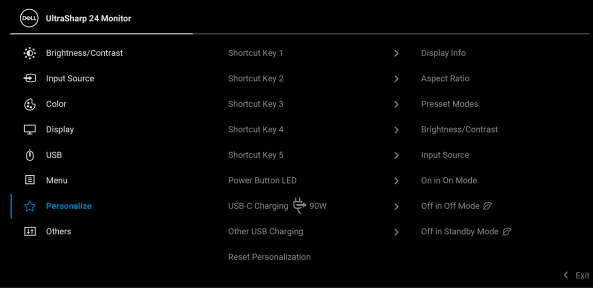 DELL UltraSharp 24 Monitor
Brightness/Contrast Shortcut Key 1 Display Info
Input Source Shortcut Key 2 Aspect Ratio
Color Shortcut Key 3 Presset Modes
Display Shortcut Key 4 Brightness/Contrast
USB Shortcut Key 5 Input Source
Menu Power Button LED On in On Mode
Personalize USB-C Charging 90W Off in Off Mode
Others Other USB Charging Off in Standby Mode
Reset Personalization
Exit